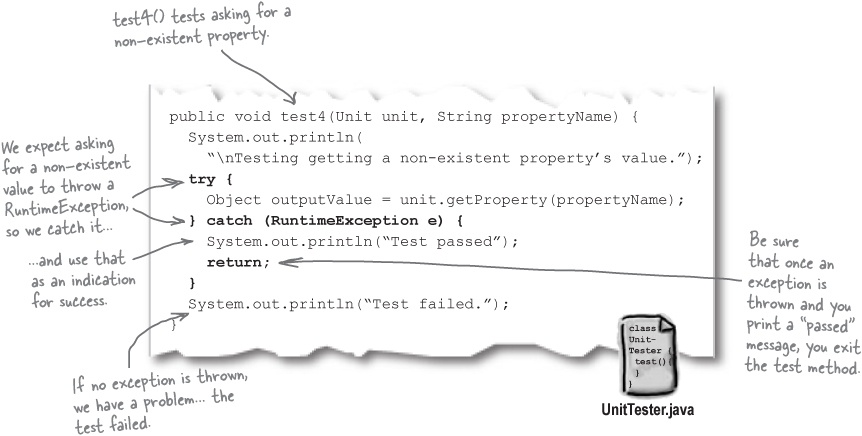 test4() tests asking for a
non-existent property.
public void test4(Unit unit, String propertyName) {
System.out.println(
“\nTesting getting a non-existent property’s value.”);
try {
Object outputValue = unit.getProperty(propertyName);
} catch (RuntimeException e) {
System.out.println(“Test passed”);
return;
}
System.out.println(“Test failed.”);
}
We expect asking
for a non-existent
value to throw a
RuntimeException,
so we catch it...
...and use that
as an indication
for success.
If no exception is thrown,
we have a problem... the
test failed.
Be sure
that once an
exception is
thrown and you
print a “passed”
message, you exit
the test method.
class
Unit-
Tester {
test(){
}
}
UnitTester.java